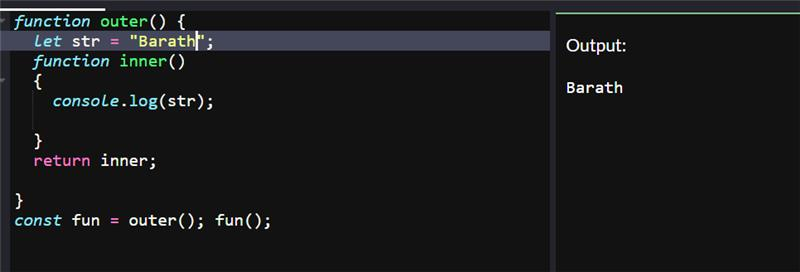 function outer() {
let str = "Barath";
function inner()
{
console.log(str);
}
return inner;
}
const fun = outer(); fun();
Output:
Barath